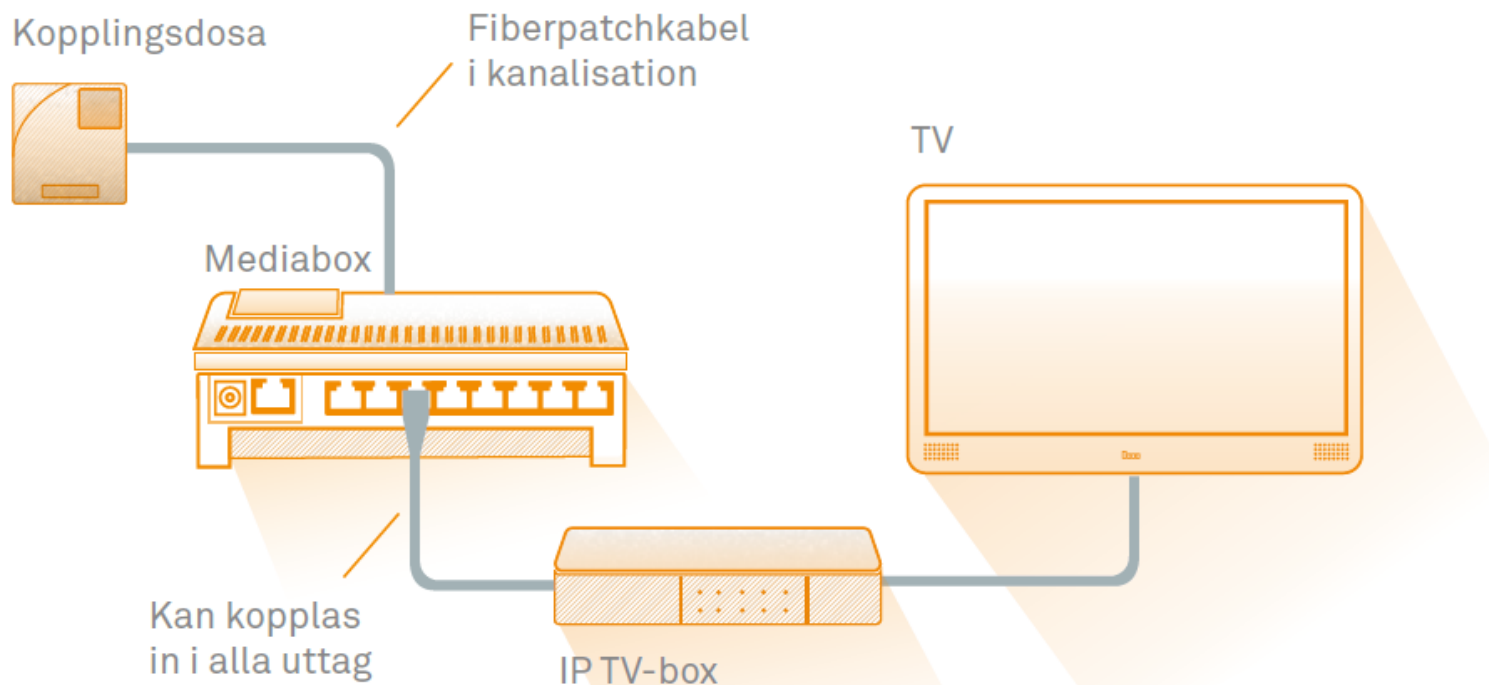 Kopplingsdosa
Fiberpatchkabel
i kanalisation
TV
Mediabox
Kan kopplas
in i alla uttag
IP TV-box